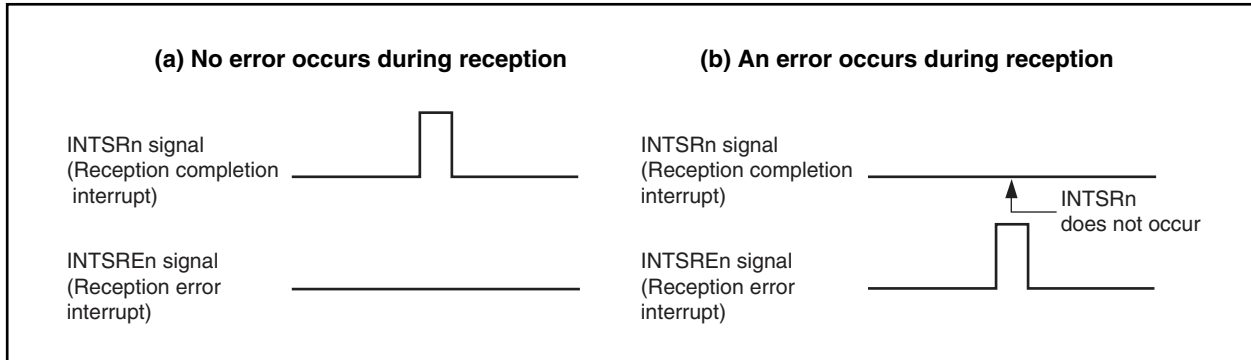 (a) No error occurs during reception
INTSRn signal
(Reception completion
interrupt)
INTSREn signal
(Reception error
interrupt)
(b) An error occurs during reception
INTSRn signal
(Reception completion
interrupt)
INTSRn
does not occur
INTSREn signal
(Reception error
interrupt)